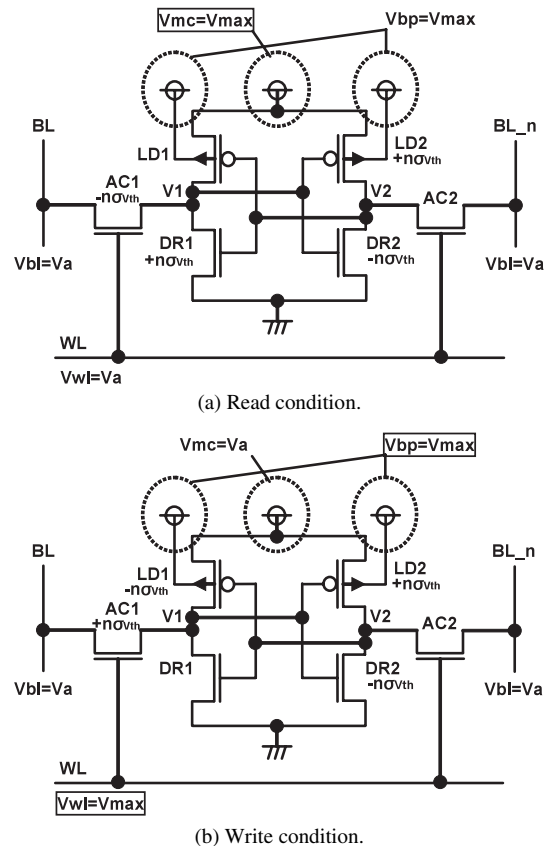 Vmc=Vmax
Vbp=Vmax
BL
BL_n
LD1
LD2
+nσVth
AC1
-nσVth
V1
V2
AC2
DR1
+nσVth
DR2
-nσVth
Vbl=Va
Vbl=Va
WL
Vwl=Va
(a) Read condition.
Vmc=Va
Vbp=Vmax
BL
BL_n
LD1
-nσVth
LD2
+nσVth
AC1
+nσVth
V1
V2
AC2
DR1
DR2
-nσVth
Vbl=Va
Vbl=Va
WL
Vwl=Vmax
(b) Write condition.